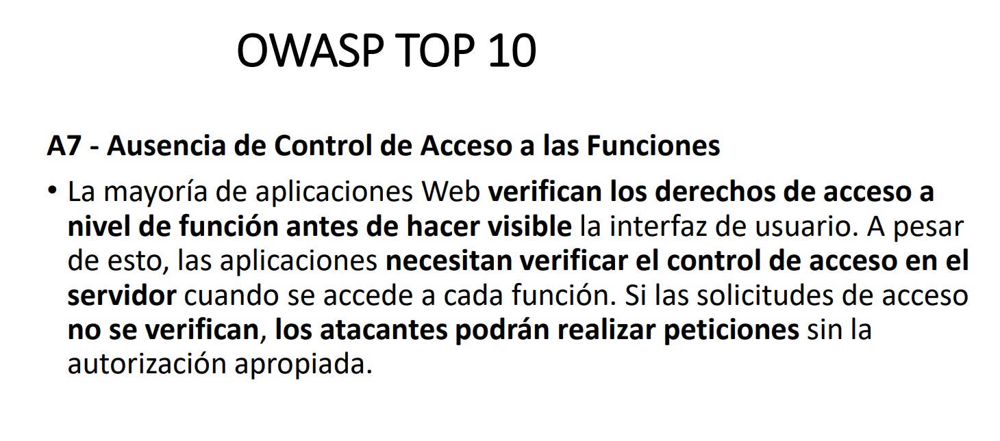 OWASP TOP 10
A7 - Ausencia de Control de Acceso a las Funciones
• La mayoría de aplicaciones Web verifican los derechos de acceso a
nivel de función antes de hacer visible la interfaz de usuario. A pesar
de esto, las aplicaciones necesitan verificar el control de acceso en el
servidor cuando se accede a cada función. Si las solicitudes de acceso
no se verifican, los atacantes podrán realizar peticiones sin la
autorización apropiada.